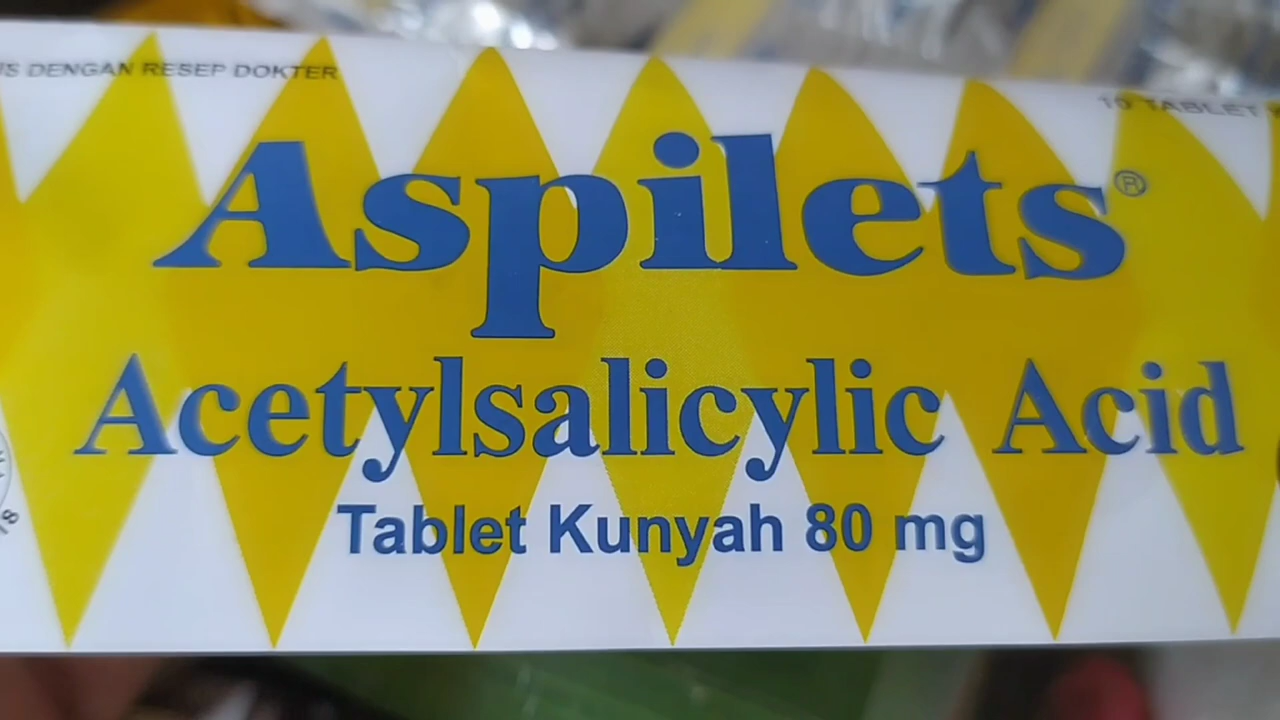 DENGAN RESEP DOKTER
10 TABLET
Aspilets®
Acetylsalicylic Acid
Tablet Kunyah 80 mg